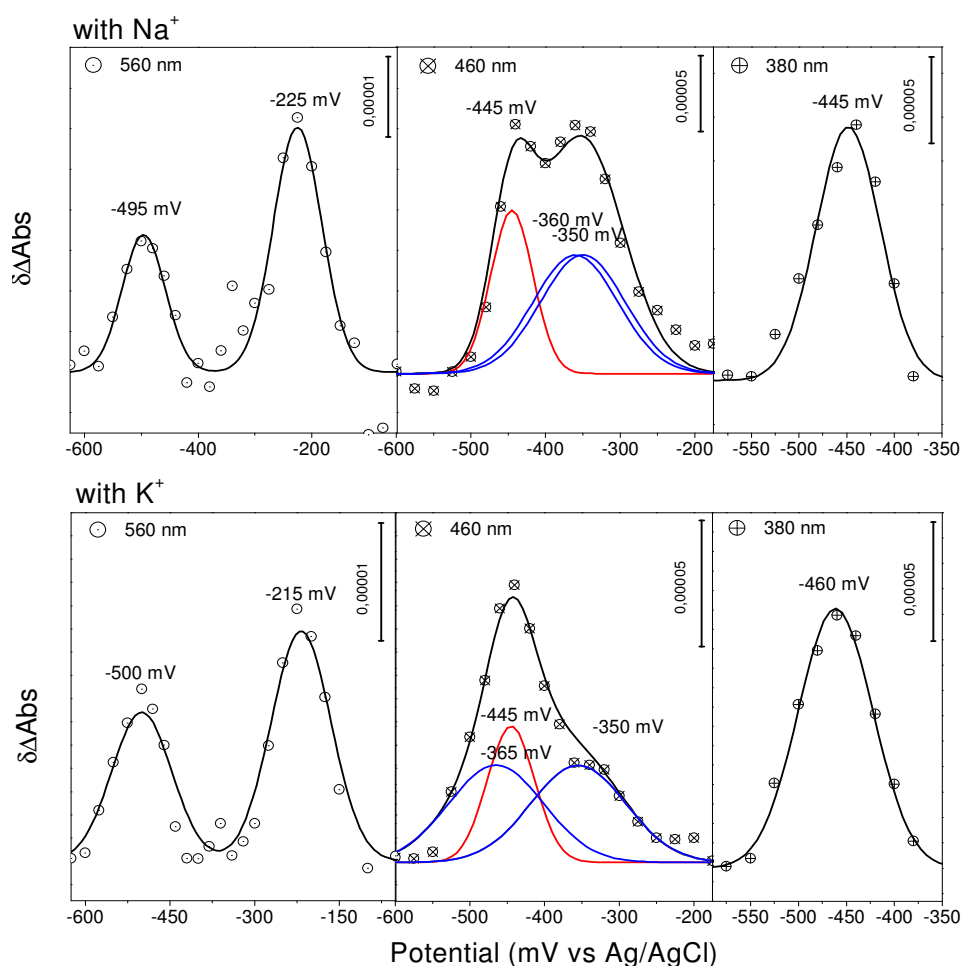 with Na⁺
560 nm
-225 mV
-495 mV
0,00001
460 nm
-445 mV
-360 mV
-350 mV
0,00005
380 nm
-445 mV
0,00005
δΔAbs
-600 -400 -200
-600 -500 -400 -300 -200
-550 -500 -450 -400 -350
with K⁺
560 nm
-215 mV
-500 mV
0,00001
460 nm
-445 mV
-365 mV
-350 mV
0,00005
380 nm
-460 mV
0,00005
δΔAbs
-600 -450 -300 -150
-600 -500 -400 -300 -200
-550 -500 -450 -400 -350
Potential (mV vs Ag/AgCl)